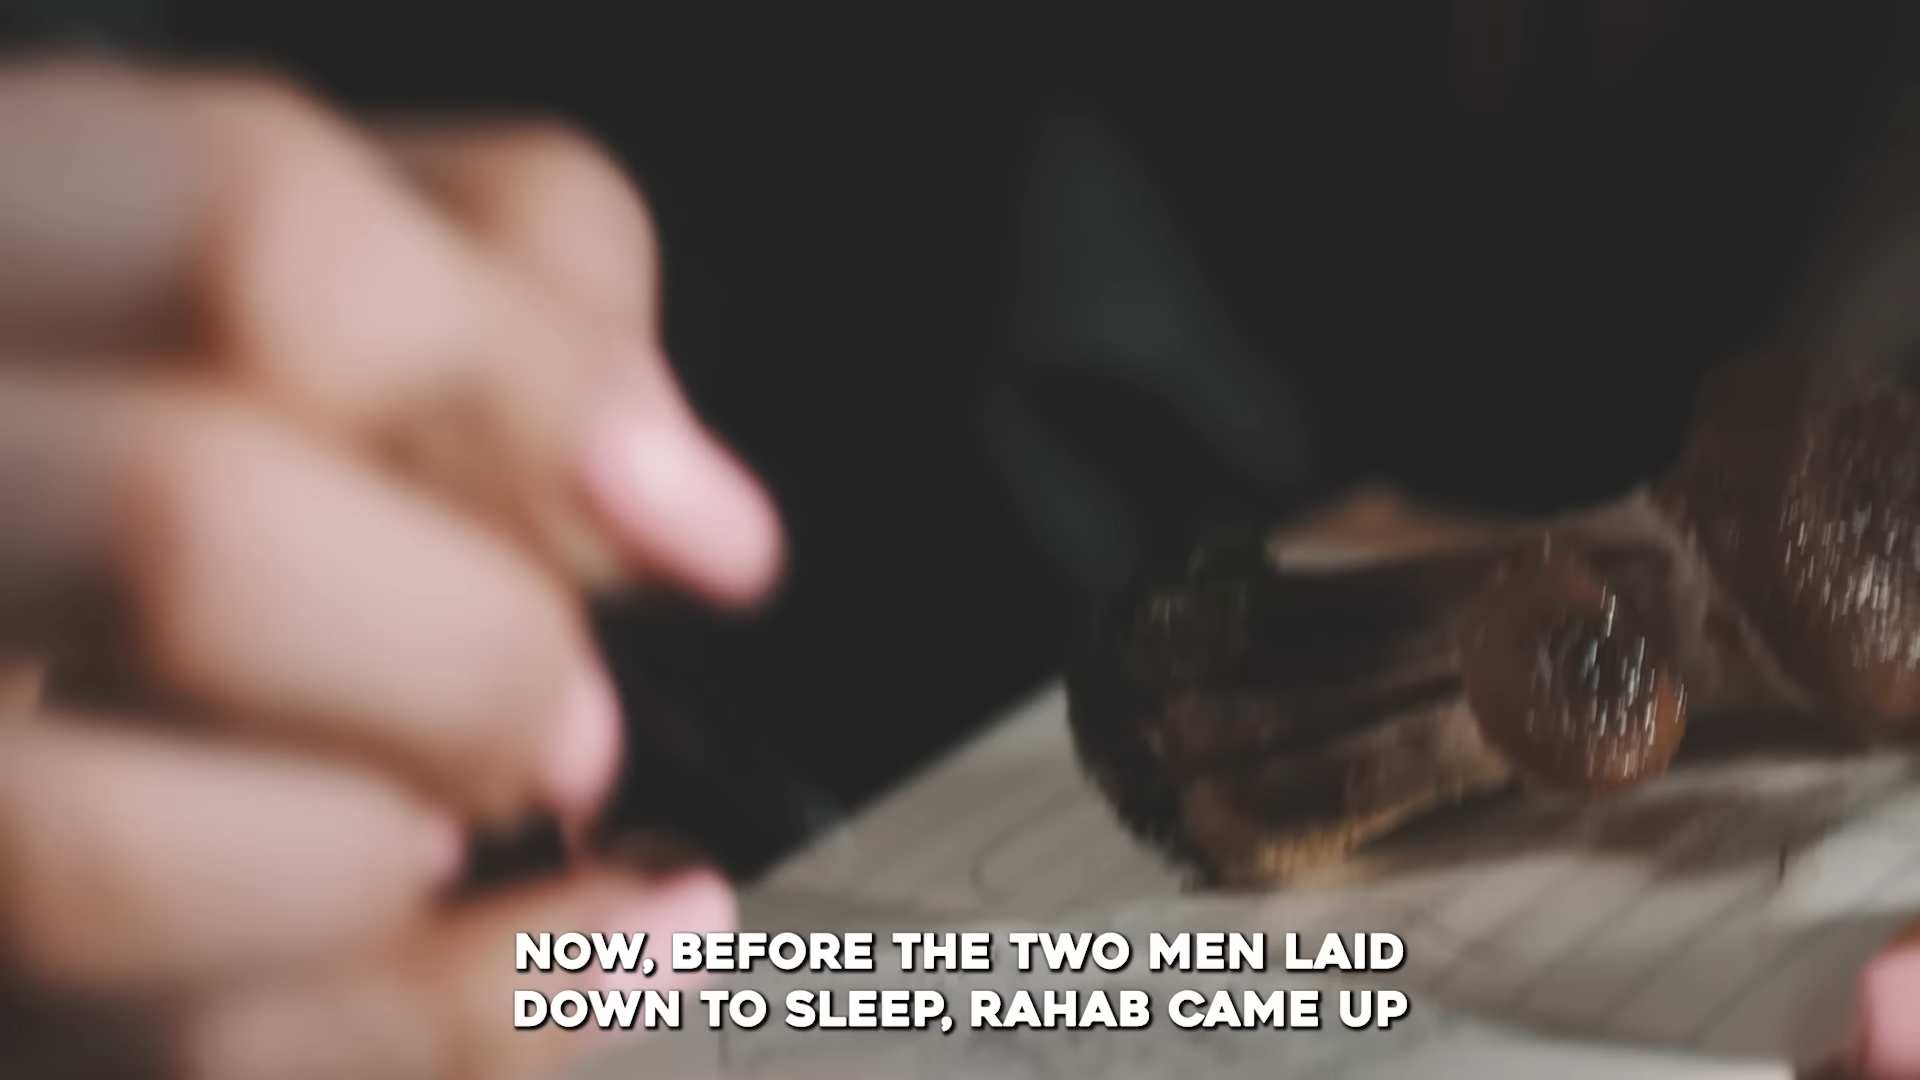 NOW, BEFORE THE TWO MEN LAID
DOWN TO SLEEP, RAHAB CAME UP